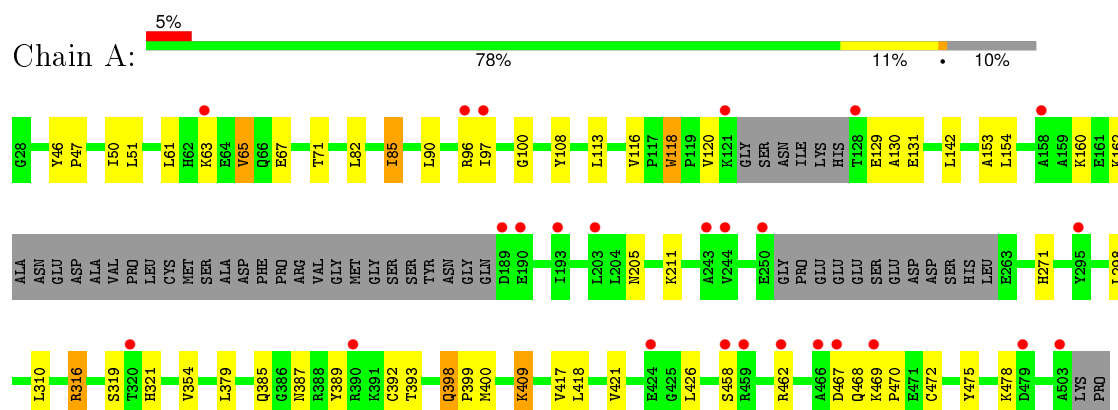 5%
Chain A:
78% 11% • 10%
G28 Y46 P47 I50 L51 L61 H62 K63 E64 V65 Q66 E67 T71 L82 I85 L90 R96 I97 G100 Y108 L113 V116 P117 W118 P119 V120 K121 GLY SER ASN ILE LYS HIS T128 E129 A130 E131 L142 A153 L154 A158 A159 K160 E161 K162
ALA ASN GLU ASP ALA VAL PRO LEU CYS MET SER ALA ASP PHE PRO ARG VAL GLY MET GLY SER SER TYR ASN GLY GLN D189 E190 I193 L203 L204 N205 K211 A243 V244 E250 GLY PRO GLU GLU GLU SER GLU ASP ASP SER HIS LEU E263 H271 Y295 L298
L310 R316 S319 T320 H321 V354 L379 Q385 G386 N387 R388 Y389 R390 K391 C392 T393 Q398 P399 M400 K409 V417 L418 V421 E424 G425 L426 S458 R459 R462 A466 D467 Q468 K469 P470 E471 C472 Y475 K478 D479 A503 LYS PRO